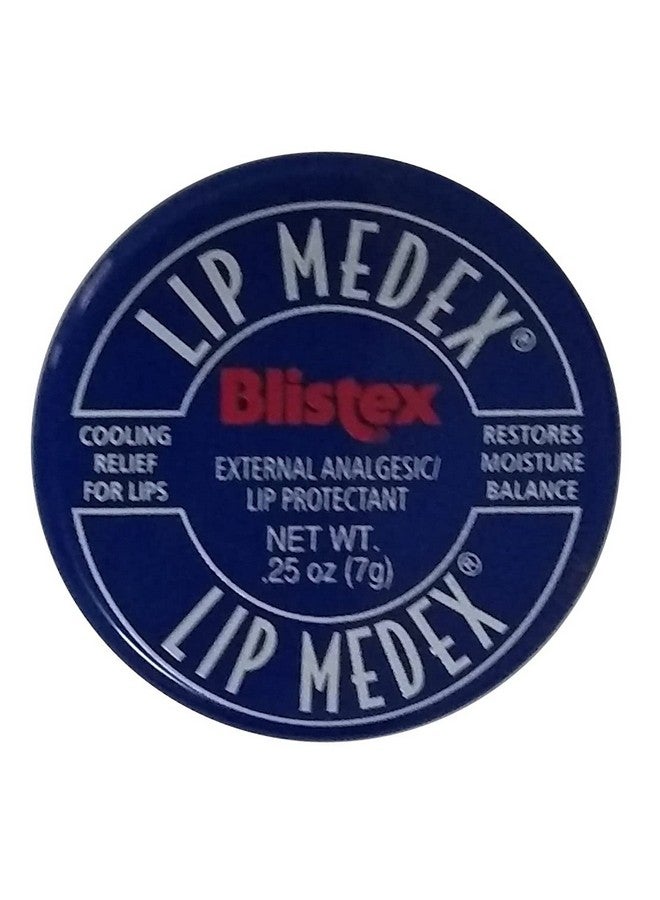 LIP MEDEX®
Blistex
COOLING
RELIEF
FOR LIPS
EXTERNAL ANALGESIC/
LIP PROTECTANT
RESTORES
MOISTURE
BALANCE
NET WT.
.25 oz (7g)
LIP MEDEX®